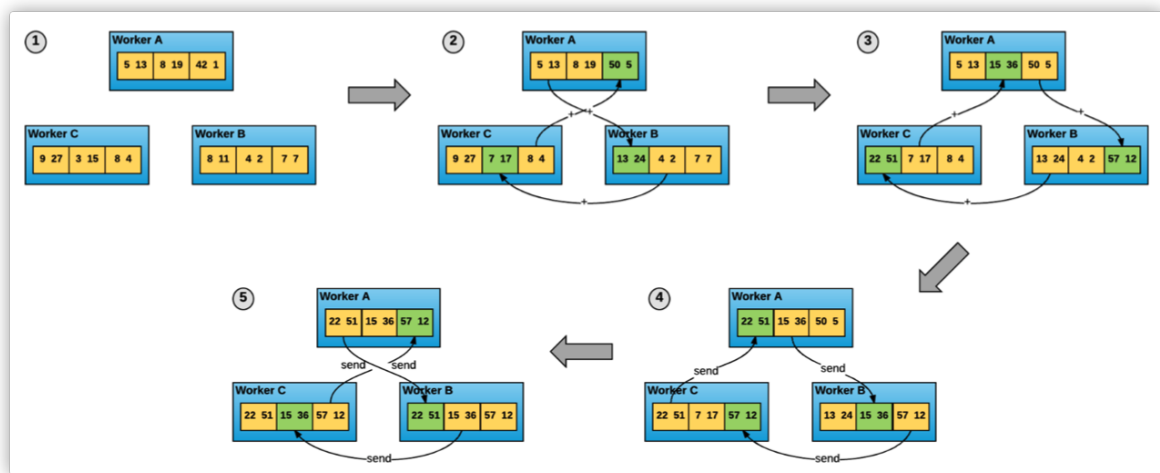 1
Worker A
5 13 8 19 42 1
Worker C
9 27 3 15 8 4
Worker B
8 11 4 2 7 7
2
Worker A
5 13 8 19 50 5
+ +
Worker C
9 27 7 17 8 4
Worker B
13 24 4 2 7 7
+
3
Worker A
5 13 15 36 50 5
+ +
Worker C
22 51 7 17 8 4
Worker B
13 24 4 2 57 12
+
5
Worker A
22 51 15 36 57 12
send send
Worker C
22 51 15 36 57 12
Worker B
22 51 15 36 57 12
send
4
Worker A
22 51 15 36 50 5
send send
Worker C
22 51 7 17 57 12
Worker B
13 24 15 36 57 12
send